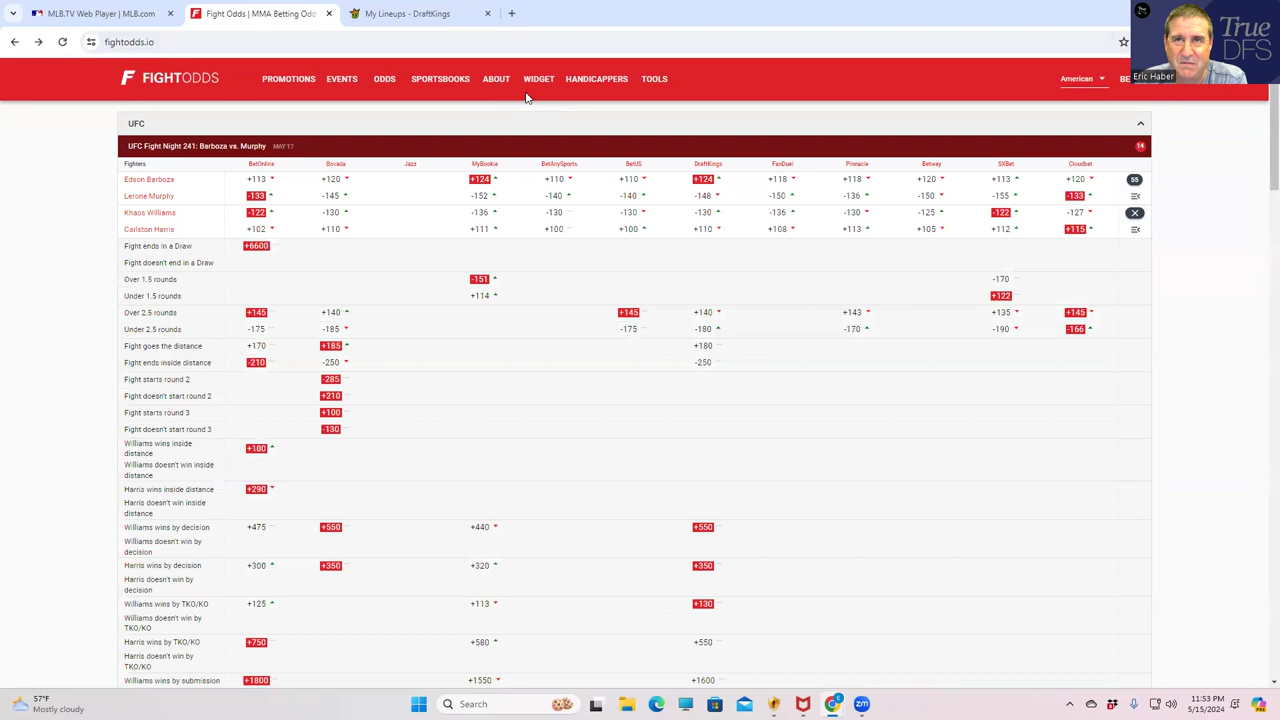 MLB.TV Web Player | MLB.com
Fight Odds | MMA Betting Odd
My Lineups - DraftKings
fightodds.io
True
DFS
Eric Haber
FIGHTODDS
PROMOTIONS EVENTS ODDS SPORTSBOOKS ABOUT WIDGET HANDICAPPERS TOOLS
American
BE
UFC
UFC Fight Night 241: Barboza vs. Murphy MAY 17
14
Fighters BetOnline Bovada Jazz MyBookie BetAnySports BetUS DraftKings FanDuel Pinnacle Betway SXBet Cloudbet
Edson Barboza +113 +120 +124 +110 +110 +124 +118 +118 +120 +113 +120 55
Lerone Murphy -133 -145 -152 -140 -140 -148 -150 -140 -150 -155 -133
Khaos Williams -122 -130 -136 -130 -130 -130 -136 -130 -125 -122 -127
Carlston Harris +102 +110 +111 +100 +100 +110 +108 +113 +105 +112 +115
Fight ends in a Draw +6600
Fight doesn't end in a Draw
Over 1.5 rounds -151 -170
Under 1.5 rounds +114 +122
Over 2.5 rounds +145 +140 +145 +140 +143 +135 +145
Under 2.5 rounds -175 -185 -175 -180 -170 -190 -166
Fight goes the distance +170 +185 +180
Fight ends inside distance -210 -250 -250
Fight starts round 2 -285
Fight doesn't start round 2 +210
Fight starts round 3 +100
Fight doesn't start round 3 -130
Williams wins inside
distance +100
Williams doesn't win inside
distance
Harris wins inside distance +290
Harris doesn't win inside
distance
Williams wins by decision +475 +550 +440 +550
Williams doesn't win by
decision
Harris wins by decision +300 +350 +320 +350
Harris doesn't win by
decision
Williams wins by TKO/KO +125 +113 +130
Williams doesn't win by
TKO/KO
Harris wins by TKO/KO +750 +580 +550
Harris doesn't win by
TKO/KO
Williams wins by submission +1800 +1550 +1600
57°F
Mostly cloudy
Search
11:53 PM
5/15/2024